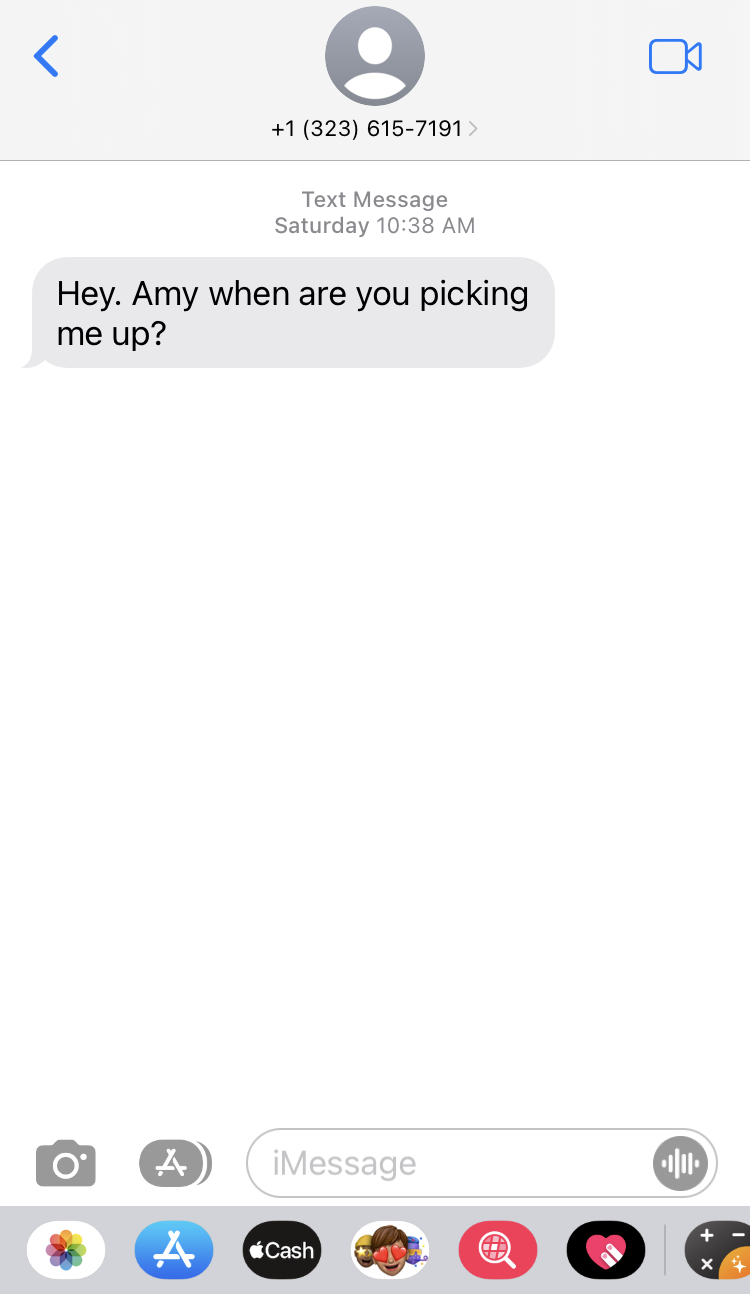 +1 (323) 615-7191
Text Message
Saturday 10:38 AM
Hey. Amy when are you picking
me up?
iMessage
Cash